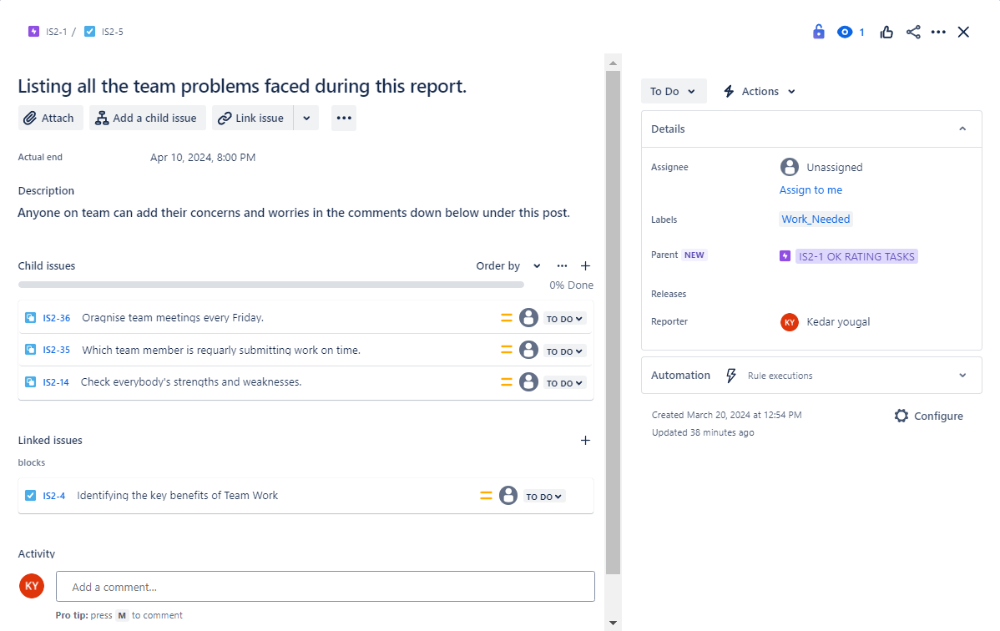 IS2-1 / IS2-5
1
Listing all the team problems faced during this report.
Attach Add a child issue Link issue
Actual end Apr 10, 2024, 8:00 PM
Description
Anyone on team can add their concerns and worries in the comments down below under this post.
Child issues Order by
0% Done
IS2-36 Oraqnise team meetings every Friday. TO DO
IS2-35 Which team member is reguarly submitting work on time. TO DO
IS2-14 Check everybody's strengths and weaknesses. TO DO
Linked issues
blocks
IS2-4 Identifying the key benefits of Team Work TO DO
Activity
KY Add a comment...
Pro tip: press M to comment
To Do Actions
Details
Assignee Unassigned
Assign to me
Labels Work_Needed
Parent NEW IS2-1 OK RATING TASKS
Releases
Reporter KY Kedar yougal
Automation Rule executions
Created March 20, 2024 at 12:54 PM Configure
Updated 38 minutes ago